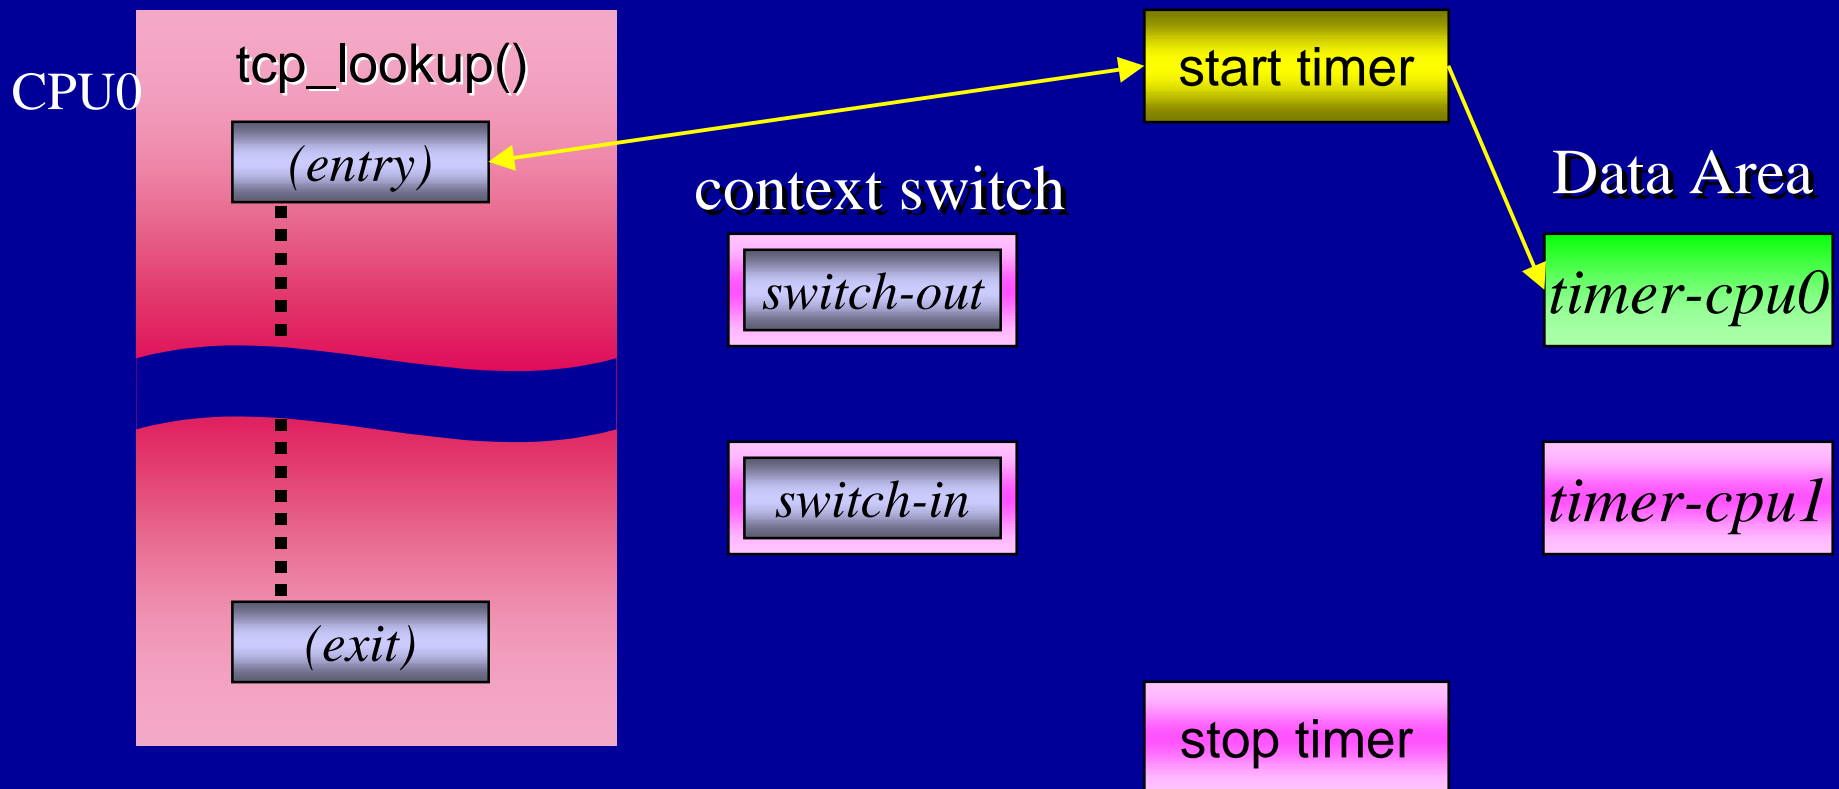 CPU0
tcp_lookup()
(entry)
(exit)
context switch
switch-out
switch-in
start timer
stop timer
Data Area
timer-cpu0
timer-cpu1